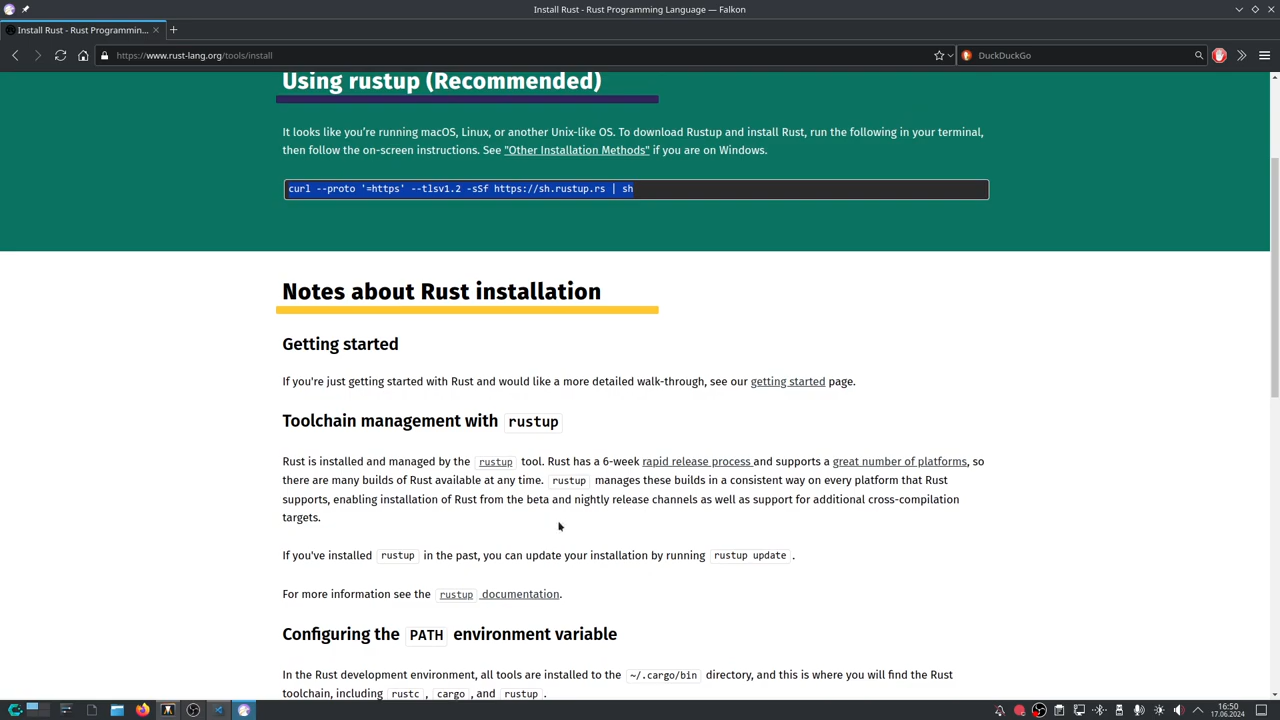 Install Rust - Rust Programming Language — Falkon
Install Rust - Rust Programmin...
https://www.rust-lang.org/tools/install
DuckDuckGo
Using rustup (Recommended)
It looks like you're running macOS, Linux, or another Unix-like OS. To download Rustup and install Rust, run the following in your terminal,
then follow the on-screen instructions. See "Other Installation Methods" if you are on Windows.
curl --proto '=https' --tlsv1.2 -sSf https://sh.rustup.rs | sh
Notes about Rust installation
Getting started
If you're just getting started with Rust and would like a more detailed walk-through, see our getting started page.
Toolchain management with rustup
Rust is installed and managed by the rustup tool. Rust has a 6-week rapid release process and supports a great number of platforms, so
there are many builds of Rust available at any time. rustup manages these builds in a consistent way on every platform that Rust
supports, enabling installation of Rust from the beta and nightly release channels as well as support for additional cross-compilation
targets.
If you've installed rustup in the past, you can update your installation by running rustup update.
For more information see the rustup documentation.
Configuring the PATH environment variable
In the Rust development environment, all tools are installed to the ~/.cargo/bin directory, and this is where you will find the Rust
toolchain, including rustc, cargo, and rustup.
16:50
17.06.2024